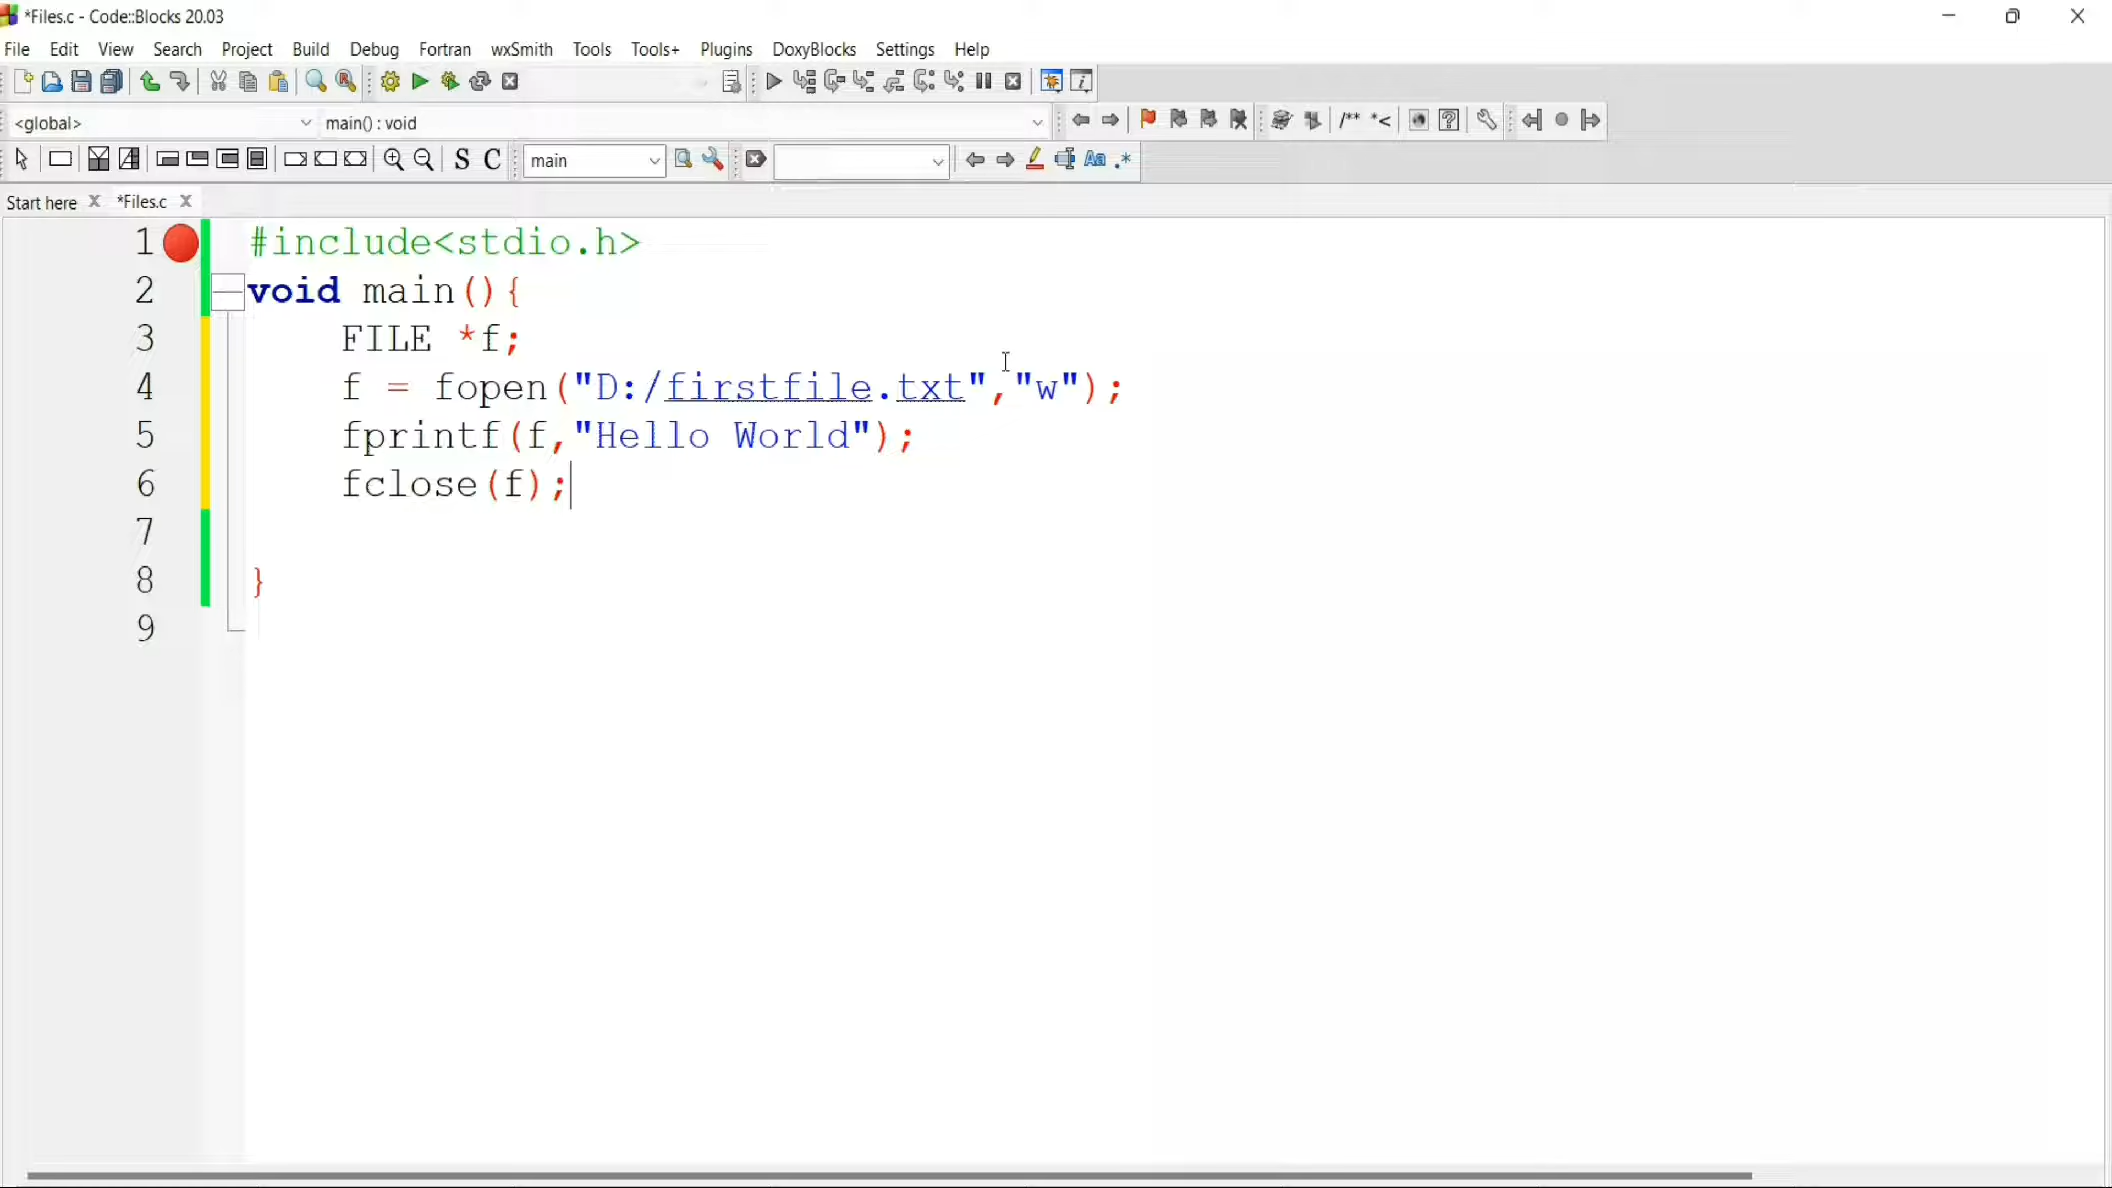 *Files.c - Code::Blocks 20.03
File Edit View Search Project Build Debug Fortran wxSmith Tools Tools+ Plugins DoxyBlocks Settings Help
<global> main() : void /** *<
S C main Aa .*
Start here *Files.c
1 #include<stdio.h>
2 void main(){
3 FILE *f;
4 f = fopen("D:/firstfile.txt","w");
5 fprintf(f,"Hello World");
6 fclose(f);
7
8 }
9